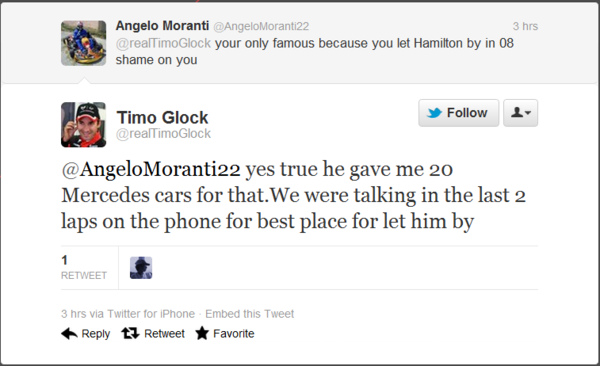 Angelo Moranti @AngeloMoranti22 3 hrs
@realTimoGlock your only famous because you let Hamilton by in 08
shame on you
Timo Glock
@realTimoGlock
Follow
@AngeloMoranti22 yes true he gave me 20
Mercedes cars for that.We were talking in the last 2
laps on the phone for best place for let him by
1
RETWEET
3 hrs via Twitter for iPhone · Embed this Tweet
Reply Retweet Favorite